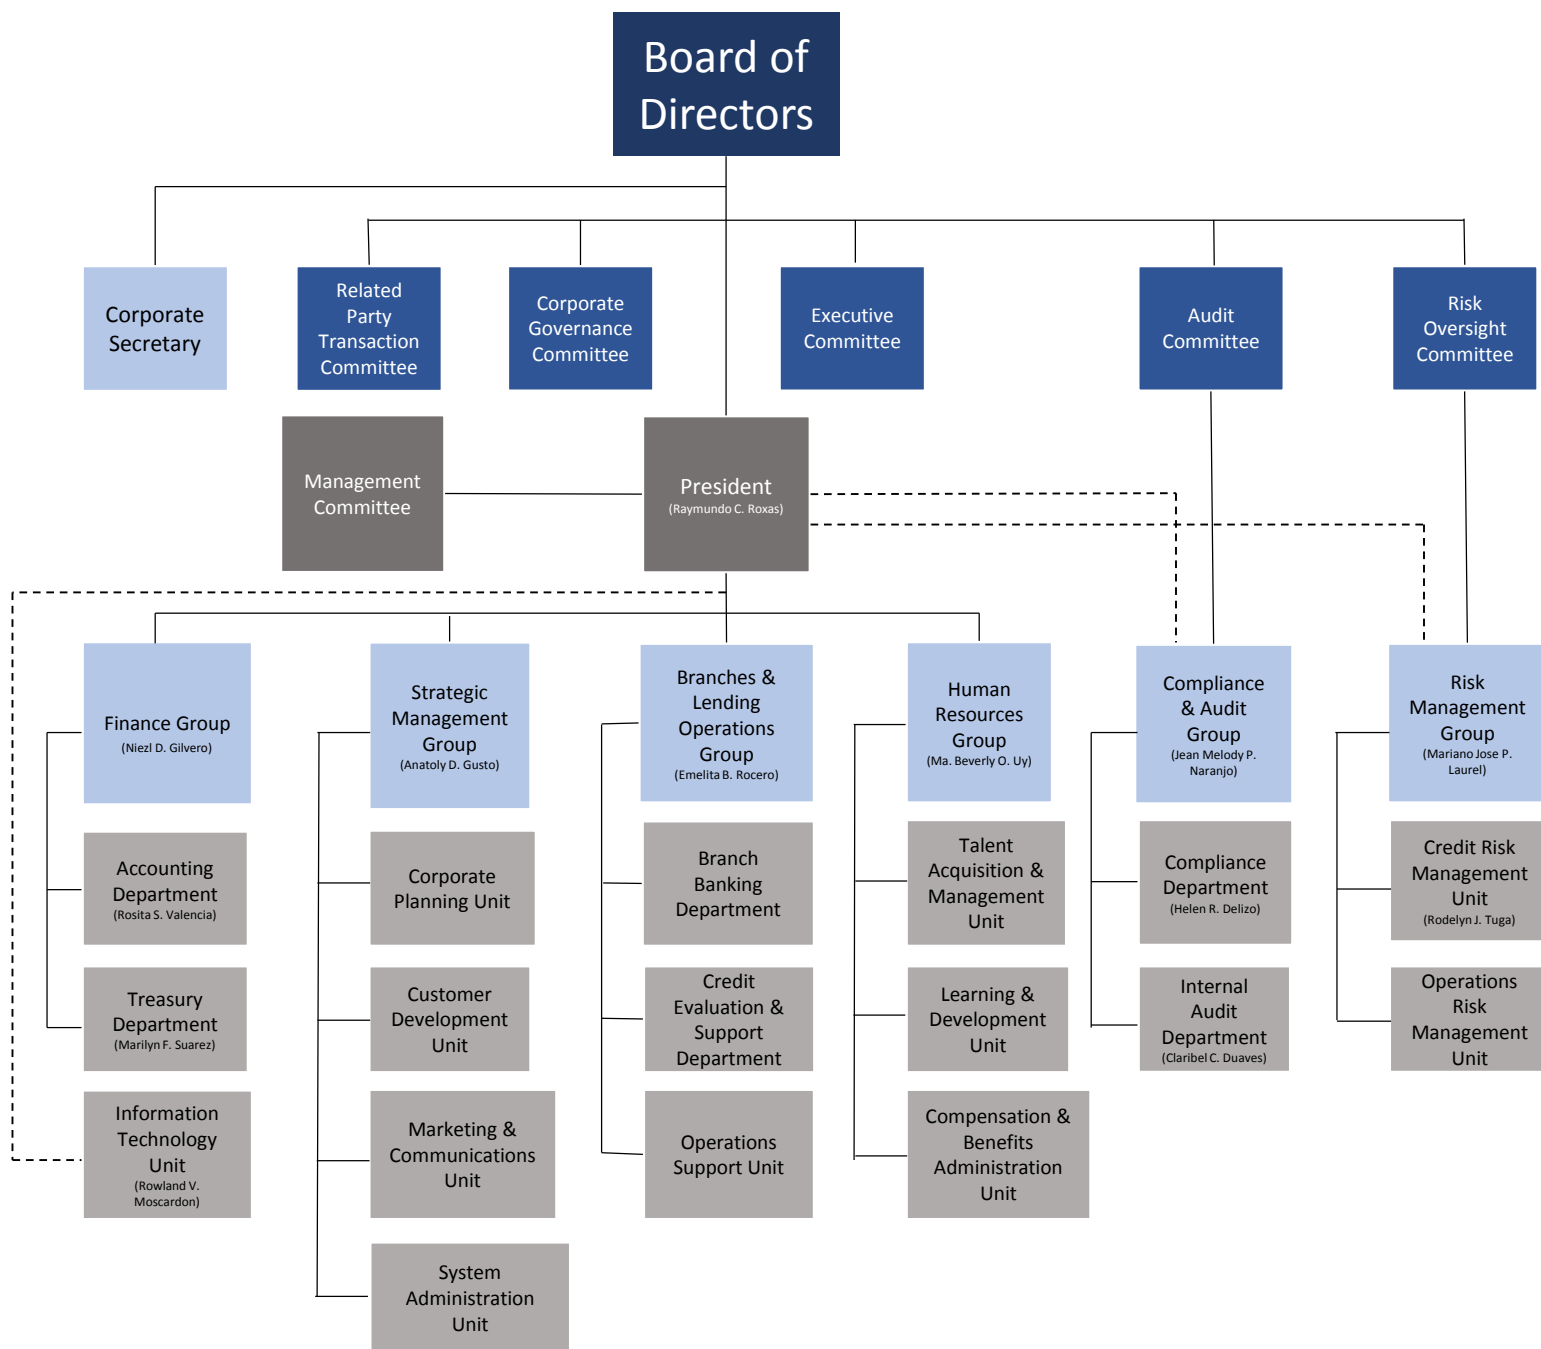 Board of
Directors
Corporate
Secretary
Related
Party
Transaction
Committee
Corporate
Governance
Committee
Executive
Committee
Audit
Committee
Risk
Oversight
Committee
Management
Committee
President
(Raymundo C. Roxas)
Finance Group
(Niezl D. Gilvero)
Strategic
Management
Group
(Anatoly D. Gusto)
Branches &
Lending
Operations
Group
(Emelita B. Rocero)
Human
Resources
Group
(Ma. Beverly O. Uy)
Compliance
& Audit
Group
(Jean Melody P.
Naranjo)
Risk
Management
Group
(Mariano Jose P.
Laurel)
Accounting
Department
(Rosita S. Valencia)
Corporate
Planning Unit
Branch
Banking
Department
Talent
Acquisition &
Management
Unit
Compliance
Department
(Helen R. Delizo)
Credit Risk
Management
Unit
(Rodelyn J. Tuga)
Treasury
Department
(Marilyn F. Suarez)
Customer
Development
Unit
Credit
Evaluation &
Support
Department
Learning &
Development
Unit
Internal
Audit
Department
(Claribel C. Duaves)
Operations
Risk
Management
Unit
Information
Technology
Unit
(Rowland V.
Moscardon)
Marketing &
Communications
Unit
Operations
Support Unit
Compensation &
Benefits
Administration
Unit
System
Administration
Unit